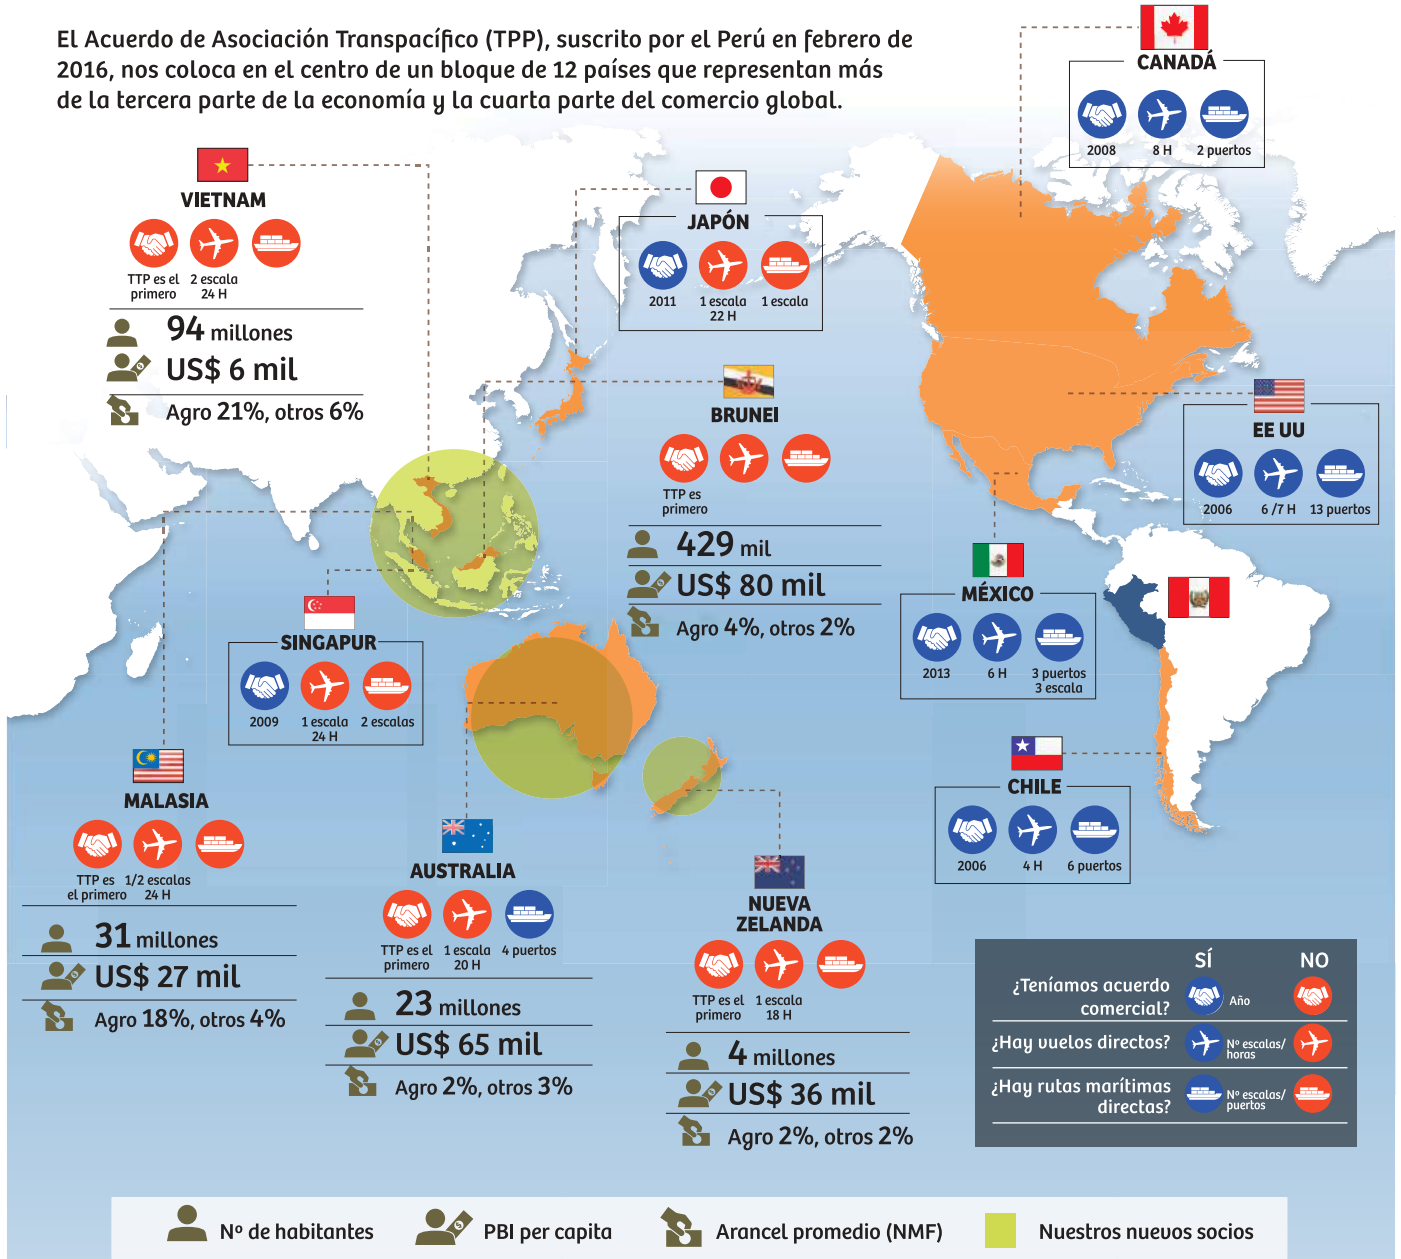 El Acuerdo de Asociación Transpacífico (TPP), suscrito por el Perú en febrero de
2016, nos coloca en el centro de un bloque de 12 países que representan más
de la tercera parte de la economía y la cuarta parte del comercio global.
CANADÁ
2008 8 H 2 puertos
VIETNAM
TTP es el 2 escala
primero 24 H
94 millones
US$ 6 mil
Agro 21%, otros 6%
JAPÓN
2011 1 escala 1 escala
22 H
BRUNEI
TTP es
primero
429 mil
US$ 80 mil
Agro 4%, otros 2%
EE UU
2006 6 /7 H 13 puertos
MÉXICO
2013 6 H 3 puertos
3 escala
SINGAPUR
2009 1 escala 2 escalas
24 H
CHILE
2006 4 H 6 puertos
MALASIA
TTP es 1/2 escalas
el primero 24 H
31 millones
US$ 27 mil
Agro 18%, otros 4%
AUSTRALIA
TTP es el 1 escala 4 puertos
primero 20 H
23 millones
US$ 65 mil
Agro 2%, otros 3%
NUEVA
ZELANDA
TTP es el 1 escala
primero 18 H
4 millones
US$ 36 mil
Agro 2%, otros 2%
SÍ NO
¿Teníamos acuerdo
comercial?
Año
¿Hay vuelos directos?
Nº escalas/
horas
¿Hay rutas marítimas
directas?
Nº escalas/
puertos
Nº de habitantes
PBI per capita
Arancel promedio (NMF)
Nuestros nuevos socios